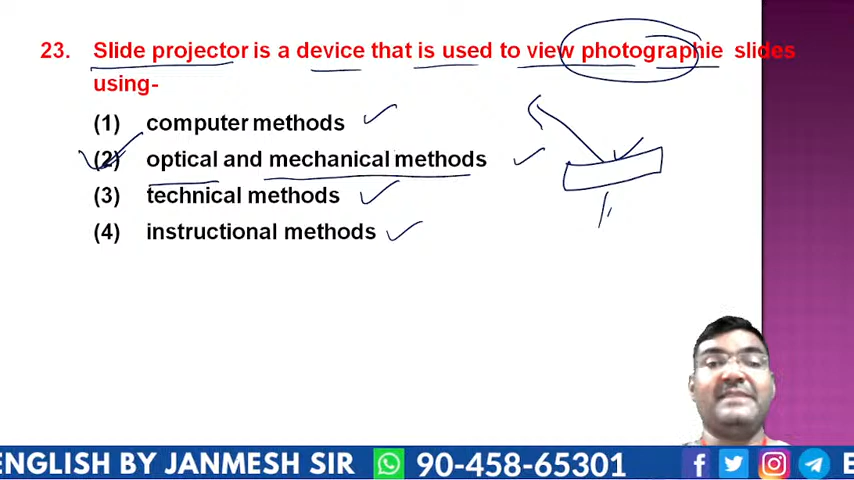 23. Slide projector is a device that is used to view photographie slides
using-
(1) computer methods
(2) optical and mechanical methods
(3) technical methods
(4) instructional methods
ENGLISH BY JANMESH SIR 90-458-65301 E